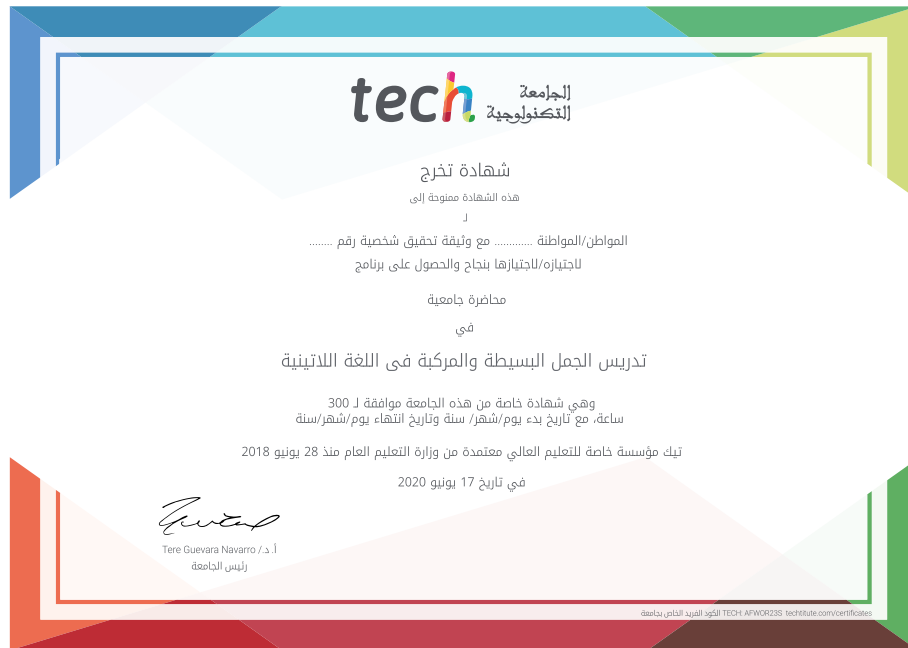 tech الجامعة
التكنولوجية
شهادة تخرج
هذه الشهادة ممنوحة إلى
لـ
المواطن/المواطنة ............ مع وثيقة تحقيق شخصية رقم ........
لاجتيازه/لاجتيازها بنجاح والحصول على برنامج
محاضرة جامعية
في
تدريس الجمل البسيطة والمركبة فى اللغة اللاتينية
وهي شهادة خاصة من هذه الجامعة موافقة لـ 300
ساعة، مع تاريخ بدء يوم/شهر/ سنة وتاريخ انتهاء يوم/شهر/سنة
تيك مؤسسة خاصة للتعليم العالي معتمدة من وزارة التعليم العام منذ 28 يونيو 2018
في تاريخ 17 يونيو 2020
أ. د./ Tere Guevara Navarro
رئيس الجامعة
الكود الفريد الخاص بجامعة TECH: AFWOR23S techtitute.com/certificates